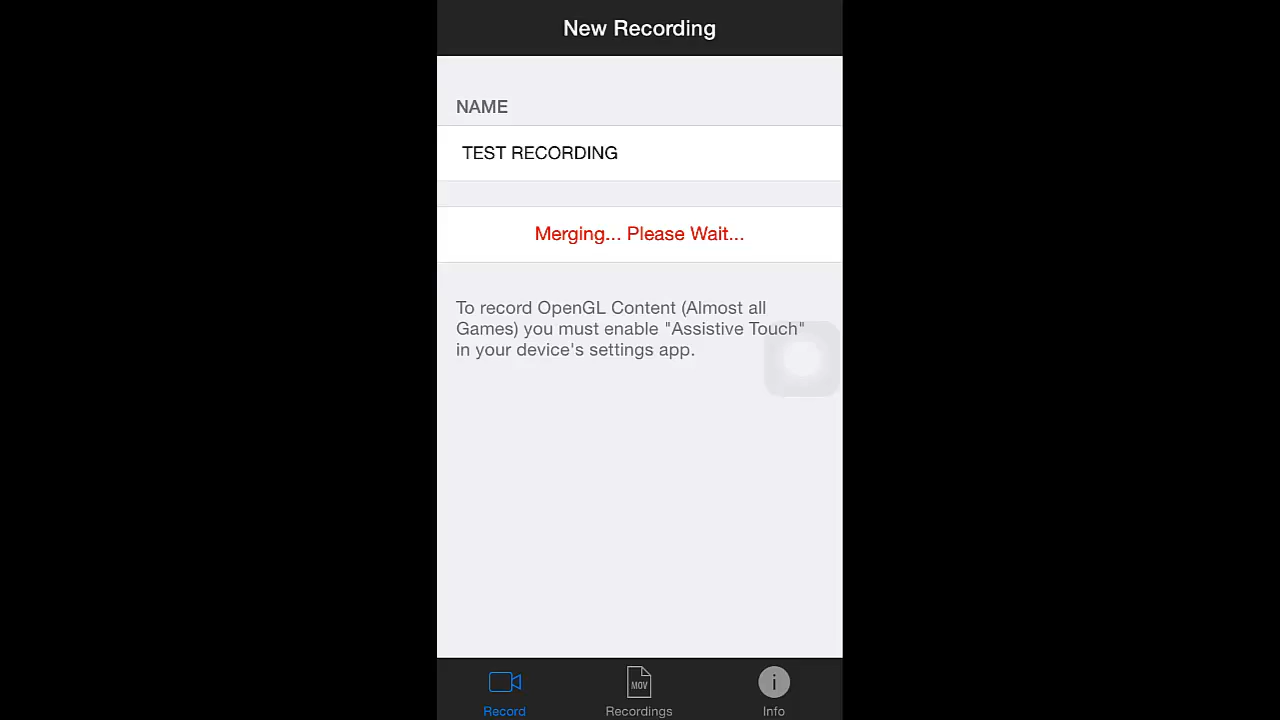 New Recording
NAME
TEST RECORDING
Merging... Please Wait...
To record OpenGL Content (Almost all
Games) you must enable "Assistive Touch"
in your device's settings app.
MOV
i
Record
Recordings
Info